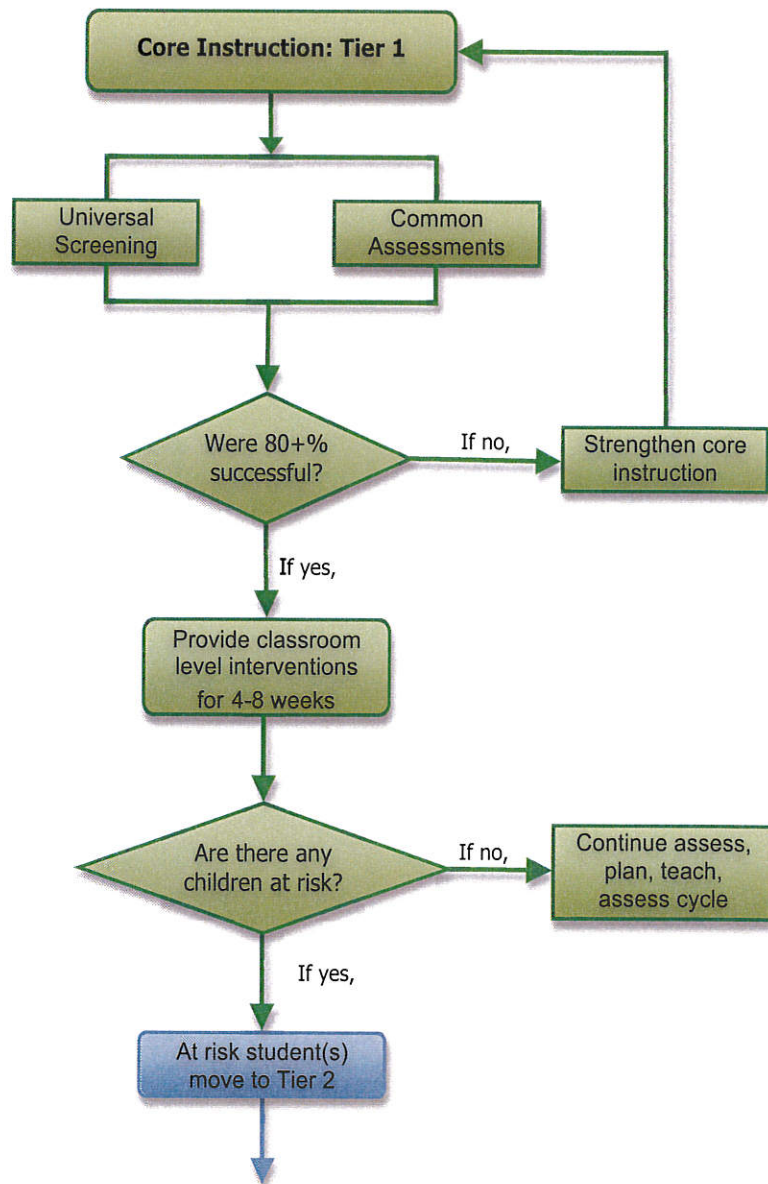 Core Instruction: Tier 1
Universal
Screening
Common
Assessments
Were 80+%
successful?
If no,
Strengthen core
instruction
If yes,
Provide classroom
level interventions
for 4-8 weeks
Are there any
children at risk?
If no,
Continue assess,
plan, teach,
assess cycle
If yes,
At risk student(s)
move to Tier 2